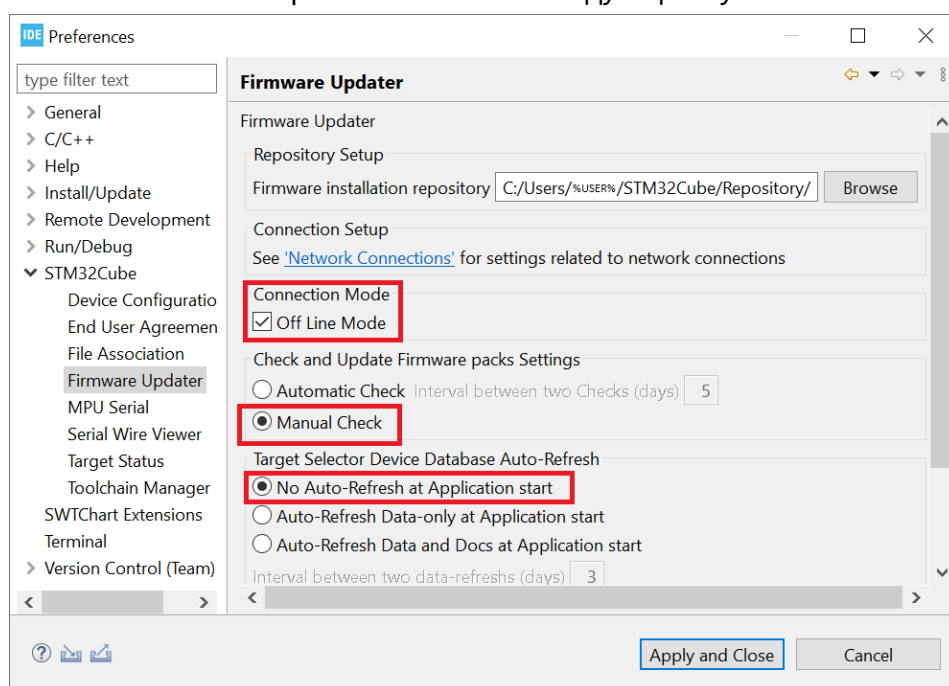 IDE Preferences
type filter text
General
C/C++
Help
Install/Update
Remote Development
Run/Debug
STM32Cube
Device Configuratio
End User Agreemen
File Association
Firmware Updater
MPU Serial
Serial Wire Viewer
Target Status
Toolchain Manager
SWTChart Extensions
Terminal
Version Control (Team)
Firmware Updater
Firmware Updater
Repository Setup
Firmware installation repository C:/Users/%USER%/STM32Cube/Repository/ Browse
Connection Setup
See 'Network Connections' for settings related to network connections
Connection Mode
Off Line Mode
Check and Update Firmware packs Settings
Automatic Check Interval between two Checks (days) 5
Manual Check
Target Selector Device Database Auto-Refresh
No Auto-Refresh at Application start
Auto-Refresh Data-only at Application start
Auto-Refresh Data and Docs at Application start
Interval between two data-refreshs (days) 3
Apply and Close Cancel